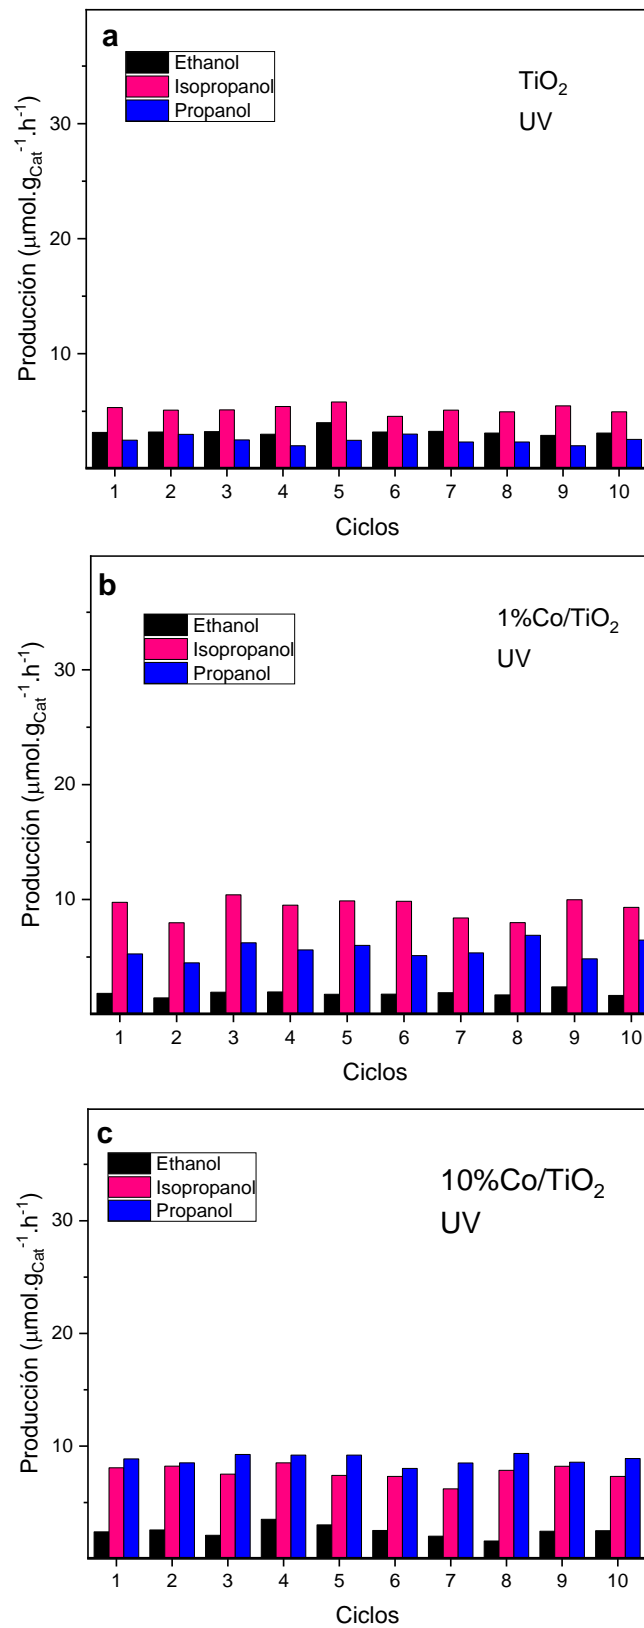 a
Ethanol
Isopropanol
Propanol
TiO₂
UV
Producción (μmol.g_Cat⁻¹.h⁻¹)
30
20
10
1 2 3 4 5 6 7 8 9 10
Ciclos
b
Ethanol
Isopropanol
Propanol
1%Co/TiO₂
UV
Producción (μmol.g_Cat⁻¹.h⁻¹)
30
20
10
1 2 3 4 5 6 7 8 9 10
Ciclos
c
Ethanol
Isopropanol
Propanol
10%Co/TiO₂
UV
Producción (μmol.g_Cat⁻¹.h⁻¹)
30
20
10
1 2 3 4 5 6 7 8 9 10
Ciclos